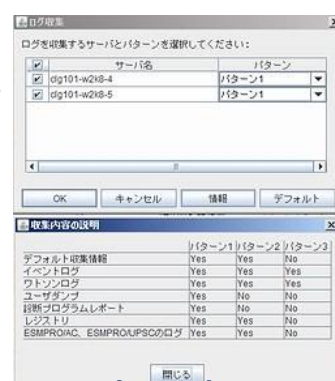 ログ収集
ログを収集するサーバとパターンを選択してください:
サーバ名 パターン
clg101-w2k8-4 パターン1
clg101-w2k8-5 パターン1
OK キャンセル 情報 デフォルト
収集内容の説明
パターン1 パターン2 パターン3
デフォルト収集情報 Yes Yes No
イベントログ Yes Yes Yes
ワトソンログ Yes Yes No
ユーザダンプ Yes No No
診断プログラムレポート Yes No No
レジストリ Yes Yes No
ESMPRO/AC、ESMPRO/UPSCのログ Yes Yes No
閉じる